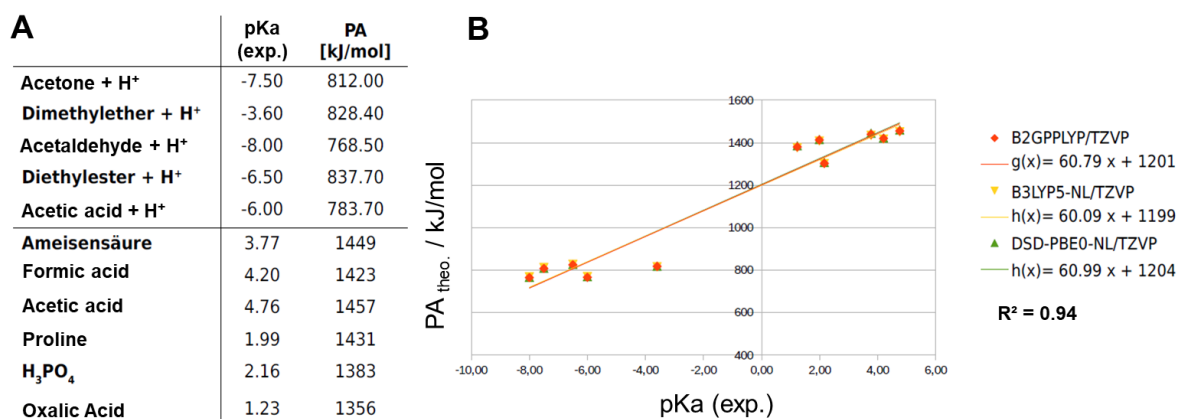 A
pKa (exp.) PA [kJ/mol]
Acetone + H⁺ -7.50 812.00
Dimethylether + H⁺ -3.60 828.40
Acetaldehyde + H⁺ -8.00 768.50
Diethylester + H⁺ -6.50 837.70
Acetic acid + H⁺ -6.00 783.70
Ameisensäure 3.77 1449
Formic acid 4.20 1423
Acetic acid 4.76 1457
Proline 1.99 1431
H₃PO₄ 2.16 1383
Oxalic Acid 1.23 1356
B
PA theo. / kJ/mol
1600
1400
1200
1000
800
600
400
-10,00 -8,00 -6,00 -4,00 -2,00 0,00 2,00 4,00 6,00
pKa (exp.)
B2GPPLYP/TZVP
g(x)= 60.79 x + 1201
B3LYP5-NL/TZVP
h(x)= 60.09 x + 1199
DSD-PBE0-NL/TZVP
h(x)= 60.99 x + 1204
R² = 0.94